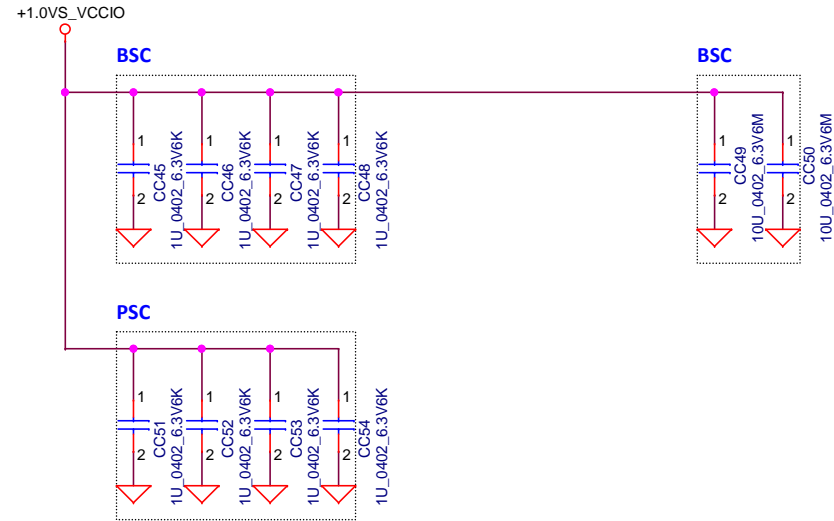 +1.0VS_VCCIO
BSC
BSC
1
1
1
1
1
1
CC45
1U_0402_6.3V6K
CC46
1U_0402_6.3V6K
CC47
1U_0402_6.3V6K
CC48
1U_0402_6.3V6K
CC49
10U_0402_6.3V6M
CC50
10U_0402_6.3V6M
2
2
2
2
2
2
PSC
1
1
1
1
CC51
1U_0402_6.3V6K
CC52
1U_0402_6.3V6K
CC53
1U_0402_6.3V6K
CC54
1U_0402_6.3V6K
2
2
2
2